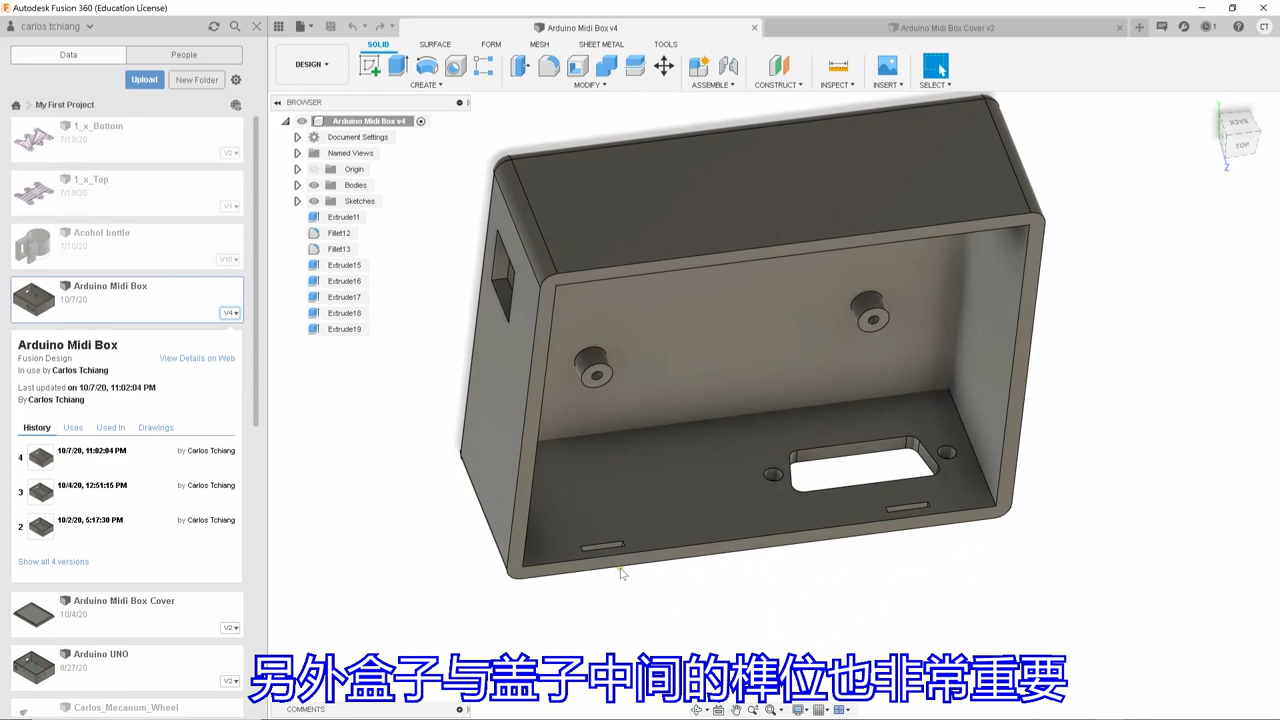 Autodesk Fusion 360 (Education License)
carlos tchiang
Arduino Midi Box v4
Arduino Midi Box Cover v2
1
CT
Data
People
Upload
New Folder
My First Project
1_x_Bottom
7/19/20
V2
1_x_Top
7/19/20
V1
Acohol bottle
7/10/20
V10
Arduino Midi Box
10/7/20
V4
Arduino Midi Box
Fusion Design
View Details on Web
In use by Carlos Tchiang
Last updated on 10/7/20, 11:02:04 PM
By Carlos Tchiang
History
Uses
Used In
Drawings
4
10/7/20, 11:02:04 PM
by Carlos Tchiang
3
10/4/20, 12:51:15 PM
by Carlos Tchiang
2
10/2/20, 5:17:30 PM
by Carlos Tchiang
Show all 4 versions
Arduino Midi Box Cover
10/4/20
V2
Arduino UNO
8/27/20
V2
DESIGN
SOLID
SURFACE
FORM
MESH
SHEET METAL
TOOLS
CREATE
MODIFY
ASSEMBLE
CONSTRUCT
INSPECT
INSERT
SELECT
BROWSER
Arduino Midi Box v4
Document Settings
Named Views
Origin
Bodies
Sketches
Extrude11
Fillet12
Fillet13
Extrude15
Extrude16
Extrude17
Extrude18
Extrude19
BACK
TOP
Z
另外盒子与盖子中间的榫位也非常重要
COMMENTS